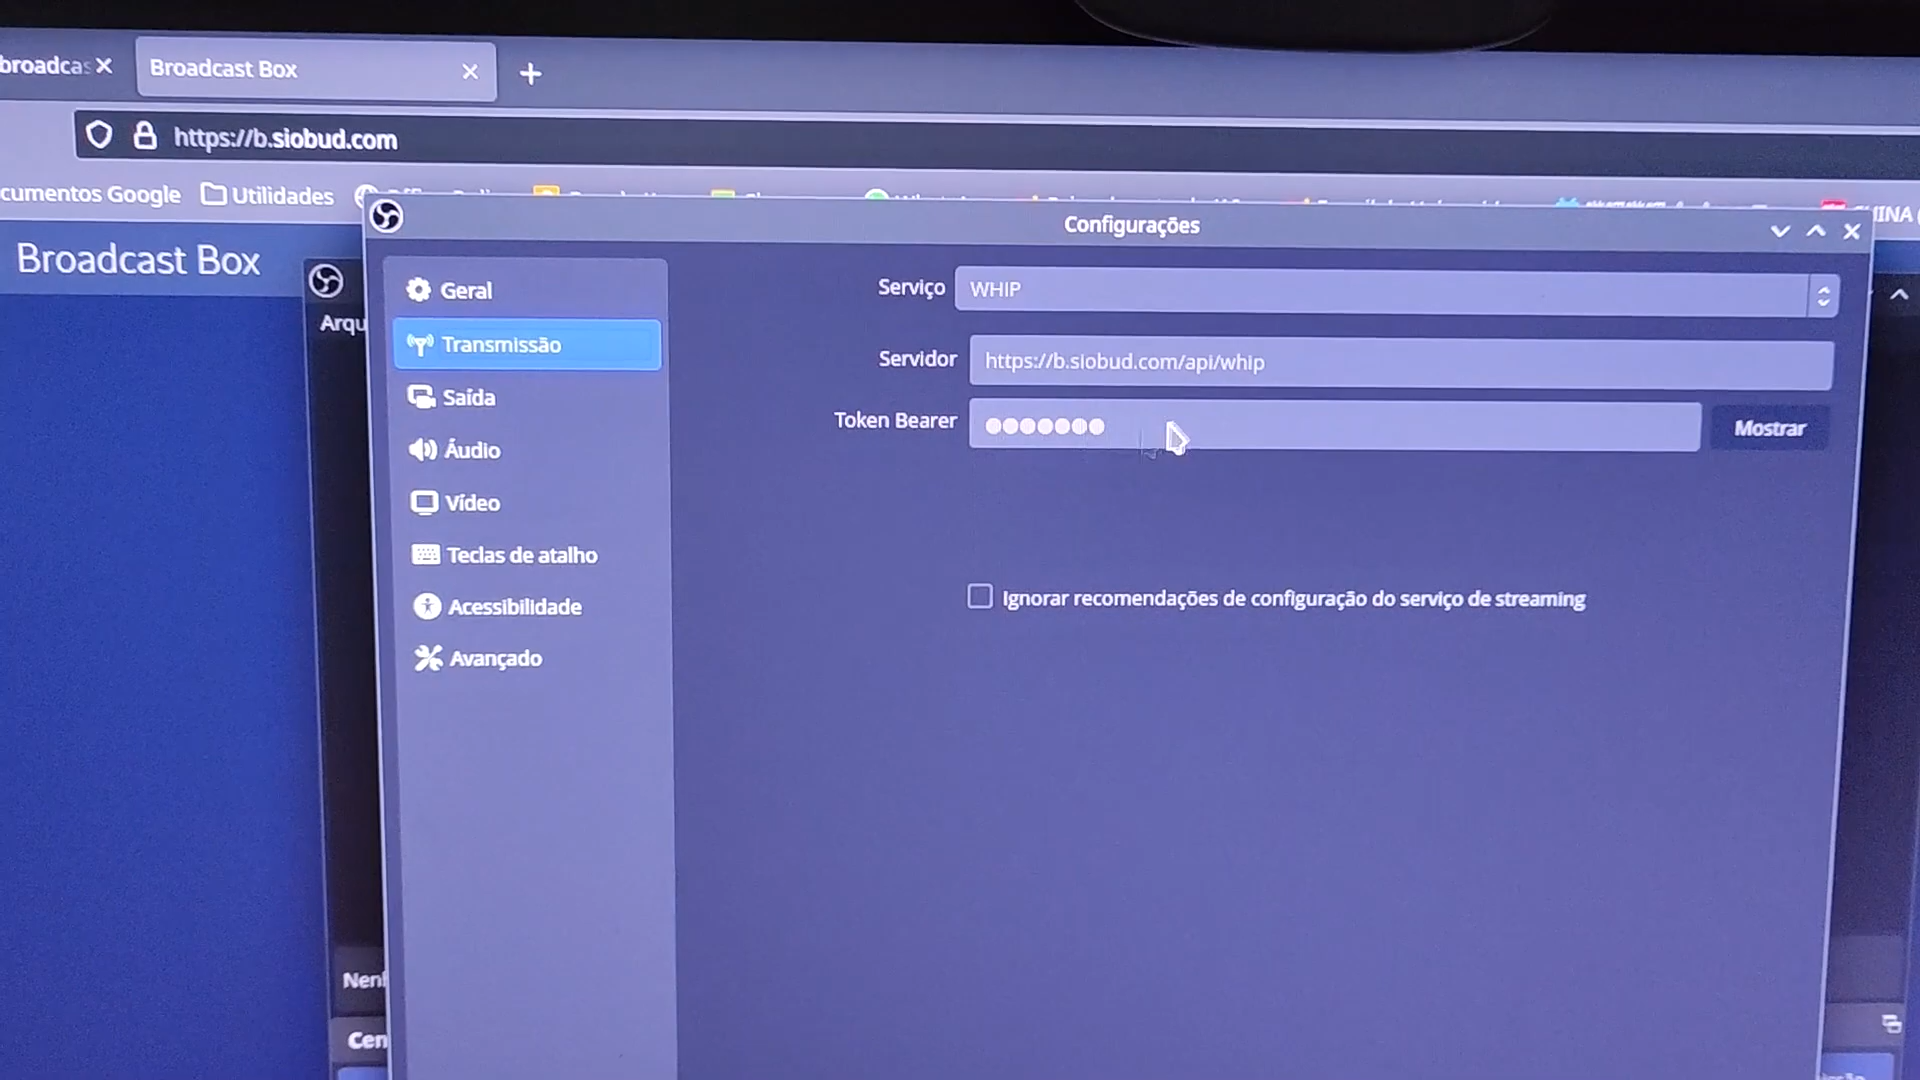 broadcas
Broadcast Box
https://b.siobud.com
cumentos Google
Utilidades
CHINA
Broadcast Box
Configurações
Arqu
Geral
Transmissão
Saída
Áudio
Vídeo
Teclas de atalho
Acessibilidade
Avançado
Serviço
WHIP
Servidor
https://b.siobud.com/api/whip
Token Bearer
Mostrar
Ignorar recomendações de configuração do serviço de streaming
Nenh
Cen